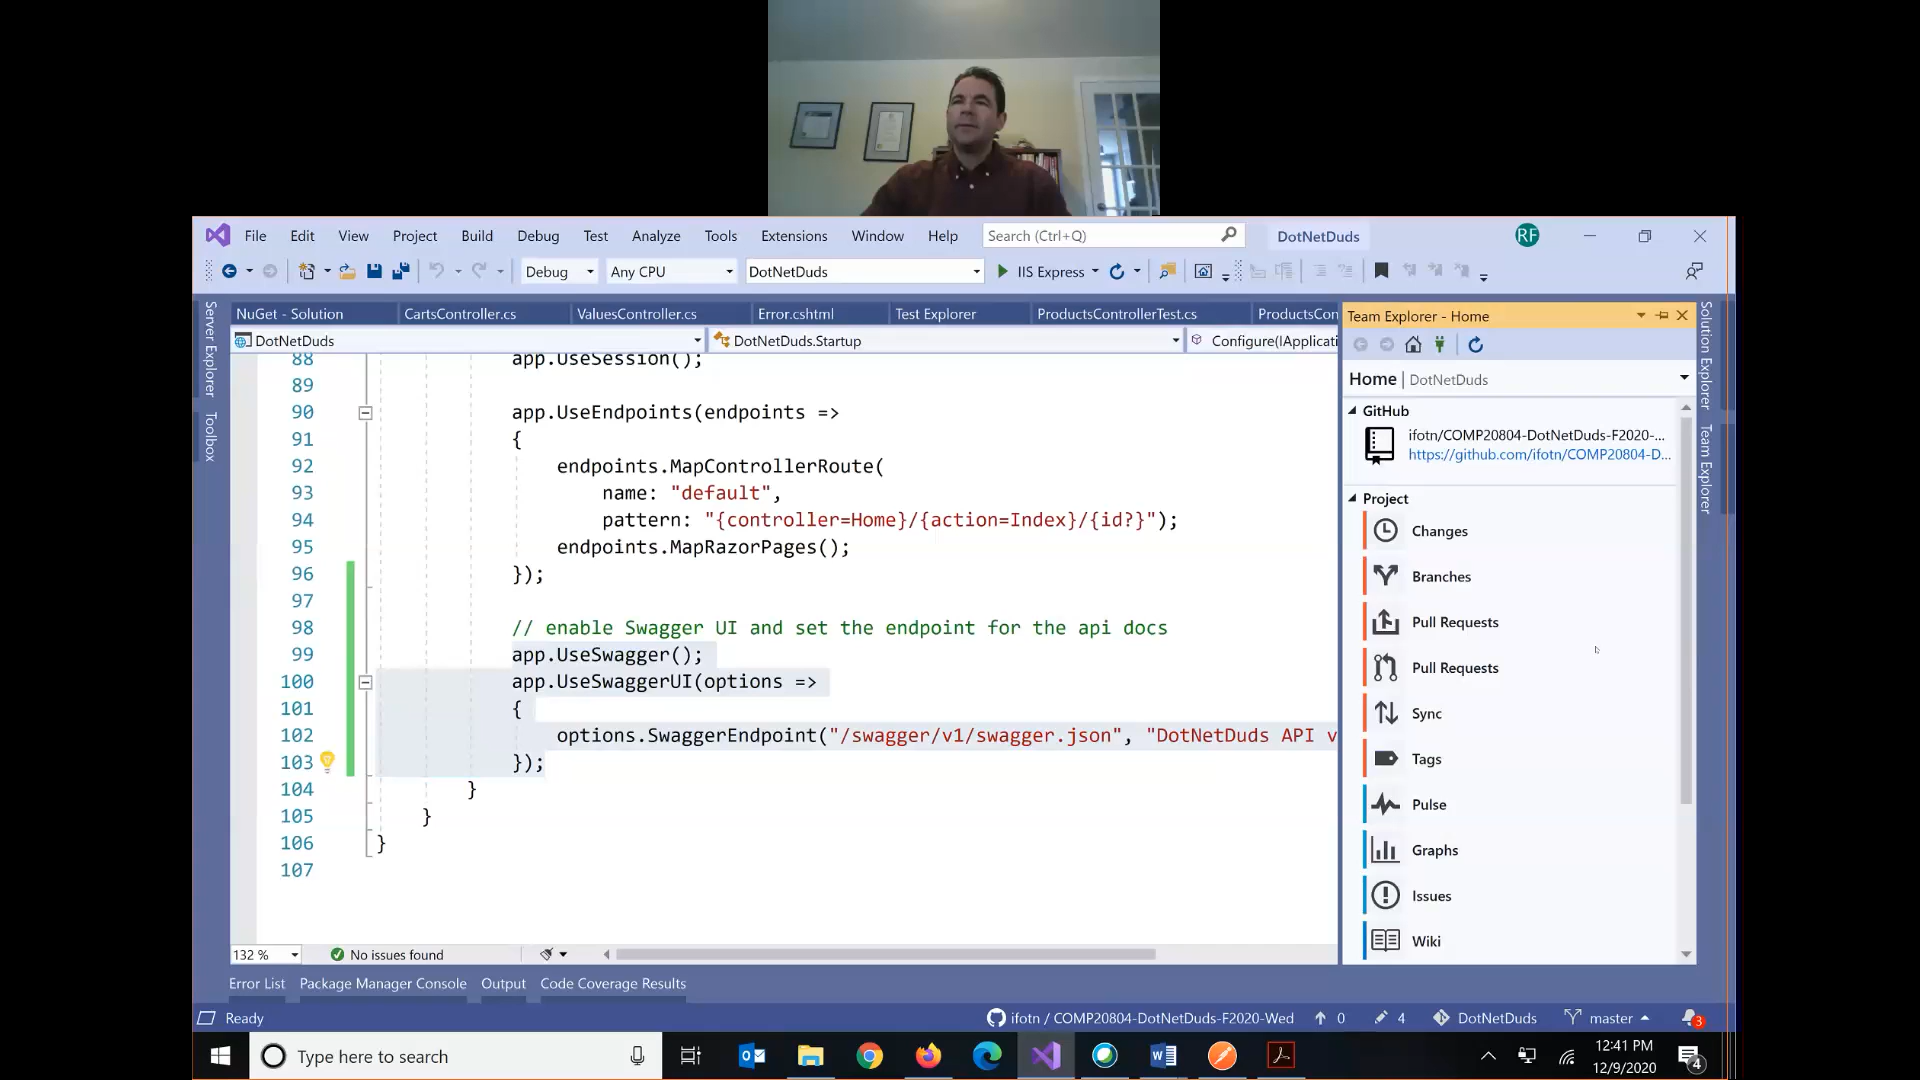 File Edit View Project Build Debug Test Analyze Tools Extensions Window Help Search (Ctrl+Q) DotNetDuds RF
Debug Any CPU DotNetDuds IIS Express
Server Explorer
Toolbox
NuGet - Solution CartsController.cs ValuesController.cs Error.cshtml Test Explorer ProductsControllerTest.cs ProductsCon
DotNetDuds DotNetDuds.Startup Configure(IApplicati
88 app.UseSession();
89
90 app.UseEndpoints(endpoints =>
91 {
92 endpoints.MapControllerRoute(
93 name: "default",
94 pattern: "{controller=Home}/{action=Index}/{id?}");
95 endpoints.MapRazorPages();
96 });
97
98 // enable Swagger UI and set the endpoint for the api docs
99 app.UseSwagger();
100 app.UseSwaggerUI(options =>
101 {
102 options.SwaggerEndpoint("/swagger/v1/swagger.json", "DotNetDuds API v
103 });
104 }
105 }
106 }
107
132 % No issues found
Team Explorer - Home
Home | DotNetDuds
GitHub
ifotn/COMP20804-DotNetDuds-F2020-...
https://github.com/ifotn/COMP20804-D...
Project
Changes
Branches
Pull Requests
Pull Requests
Sync
Tags
Pulse
Graphs
Issues
Wiki
Solution Explorer
Team Explorer
Error List Package Manager Console Output Code Coverage Results
Ready ifotn / COMP20804-DotNetDuds-F2020-Wed 0 4 DotNetDuds master 3
Type here to search 12:41 PM
12/9/2020 4